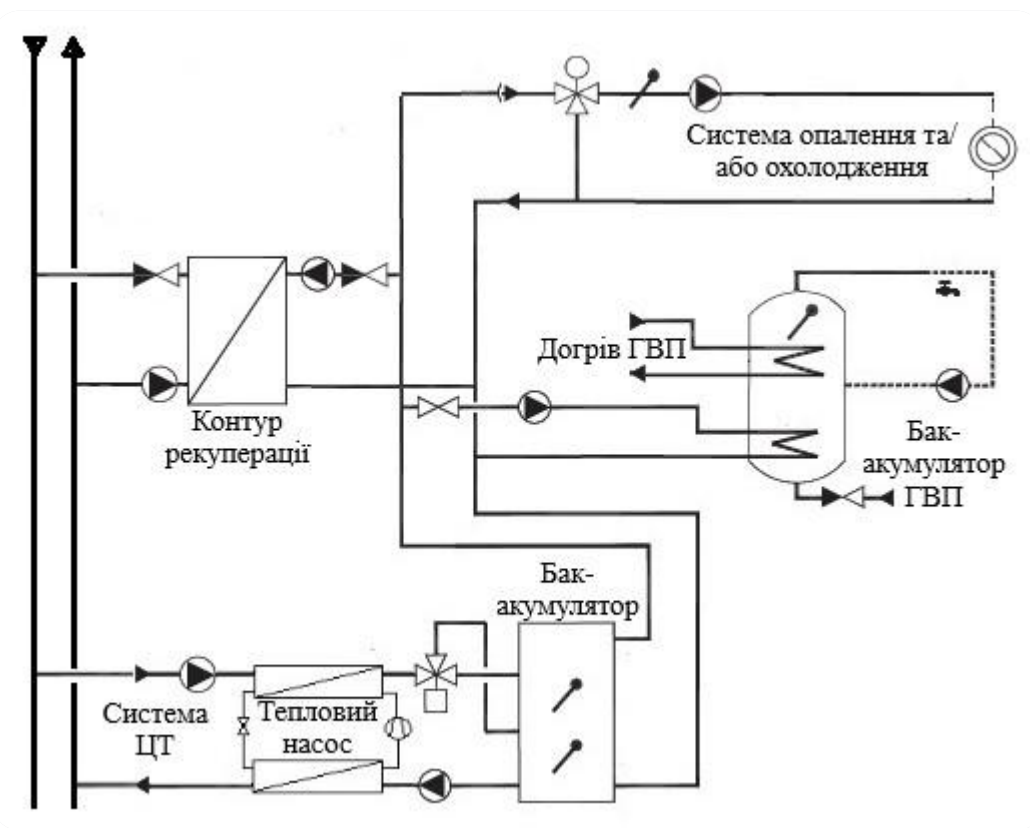 Система опалення та/
або охолодження
Догрів ГВП
Контур
рекуперації
Бак-
акумулятор
ГВП
Бак-
акумулятор
Система
ЦТ
Тепловий
насос